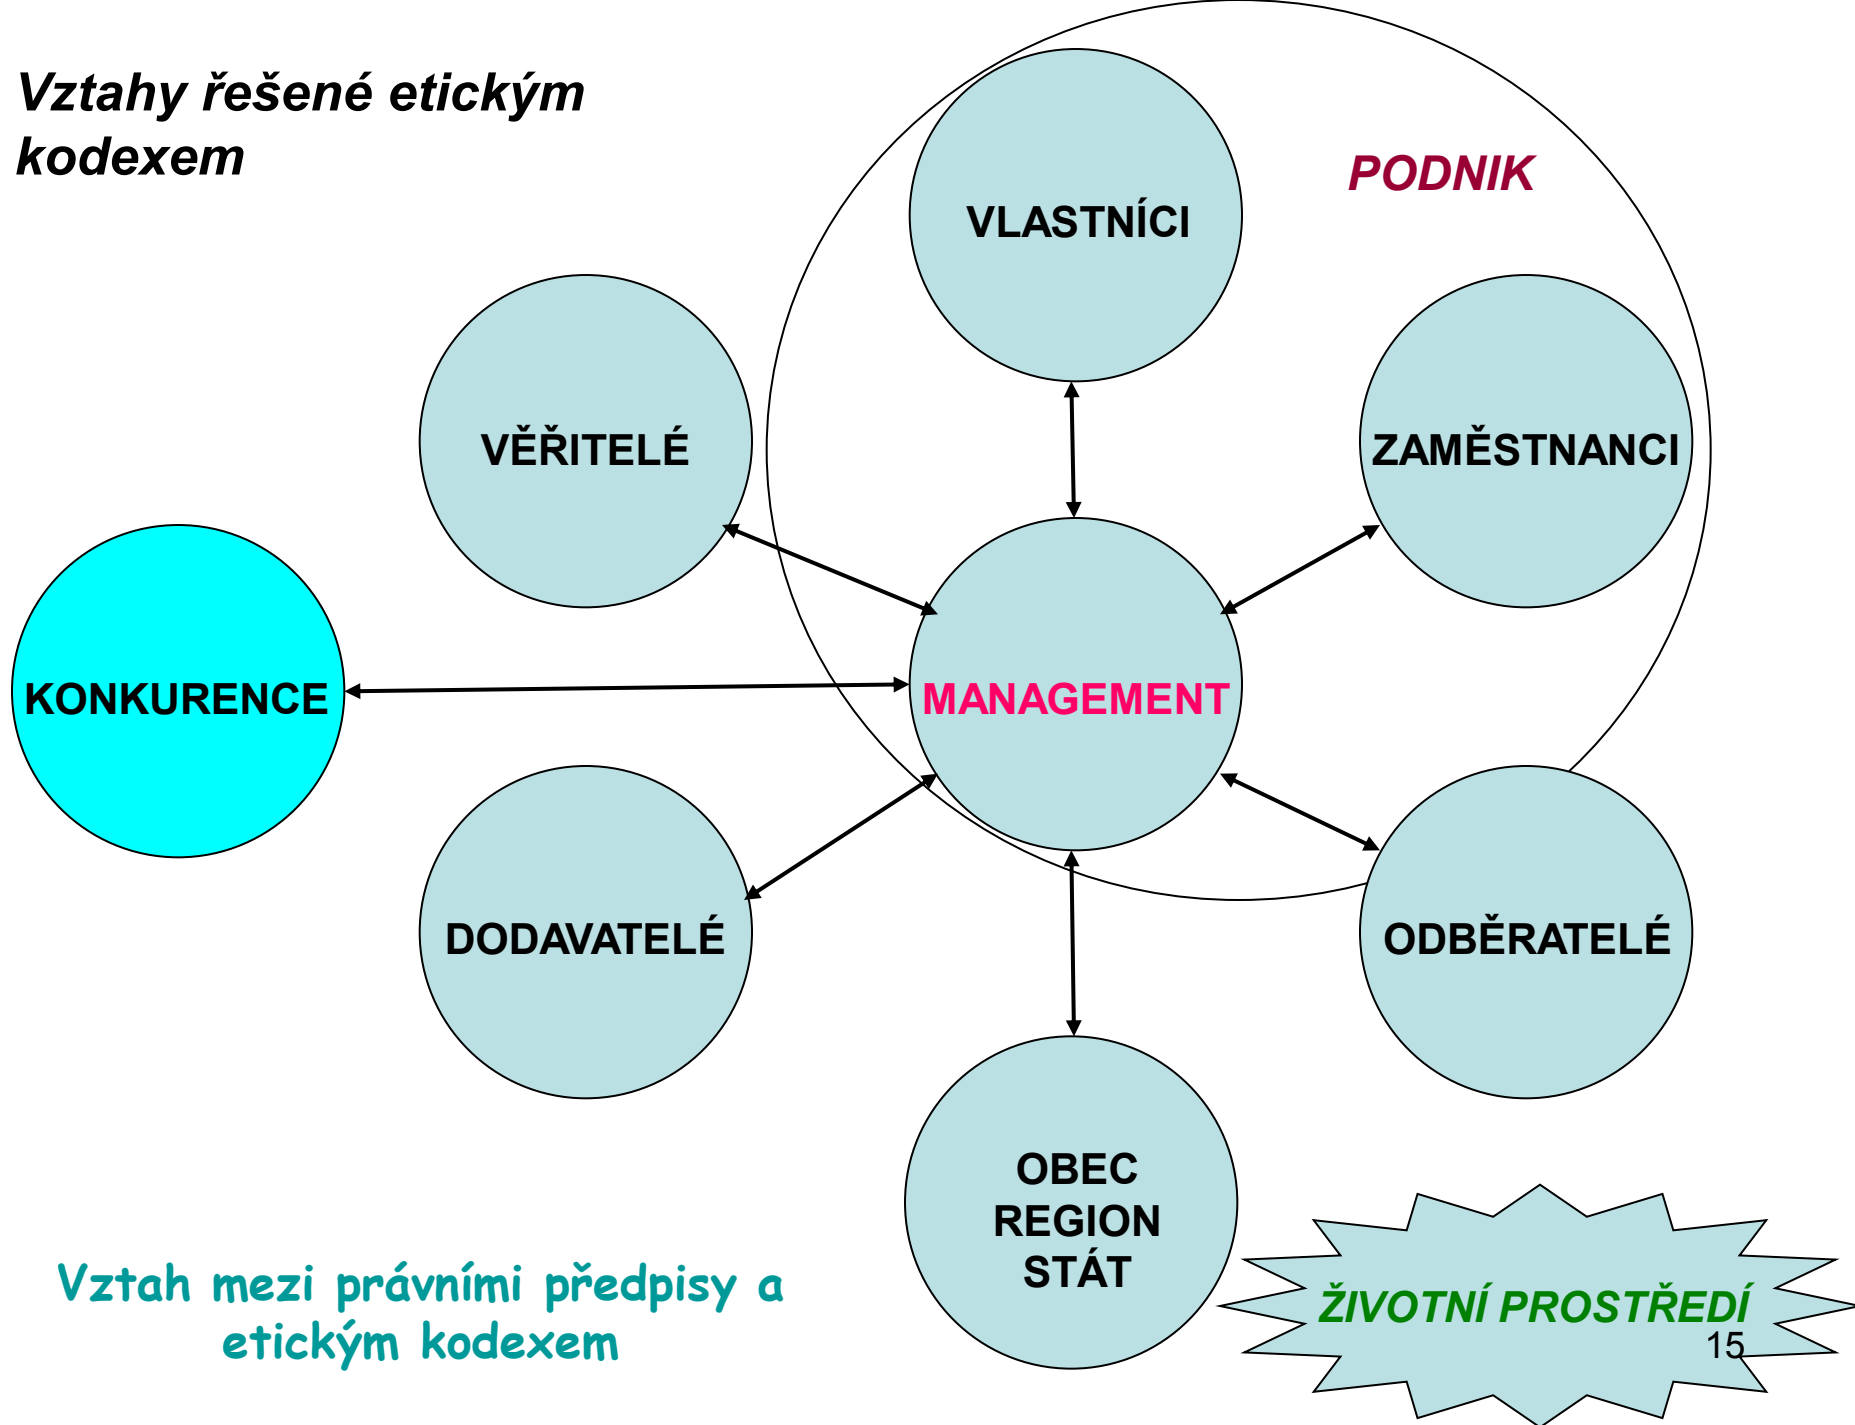 Vztahy řešené etickým
kodexem
PODNIK
VLASTNÍCI
VĚŘITELÉ
ZAMĚSTNANCI
KONKURENCE
MANAGEMENT
DODAVATELÉ
ODBĚRATELÉ
OBEC
REGION
STÁT
Vztah mezi právními předpisy a
etickým kodexem
ŽIVOTNÍ PROSTŘEDÍ
15